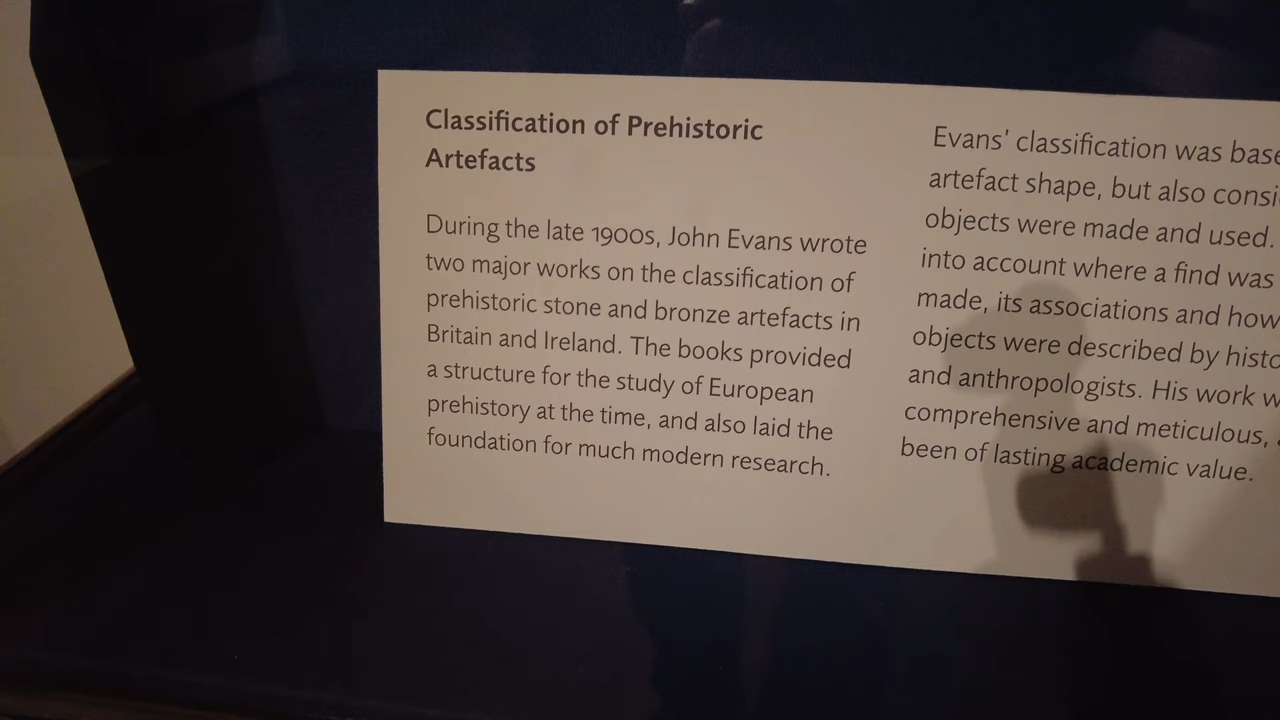 Classification of Prehistoric
Artefacts
During the late 1900s, John Evans wrote
two major works on the classification of
prehistoric stone and bronze artefacts in
Britain and Ireland. The books provided
a structure for the study of European
prehistory at the time, and also laid the
foundation for much modern research.
Evans' classification was
artefact shape, but also
objects were made and used.
into account where a find was
made, its associations and how
objects were described by
and anthropologists. His work
comprehensive and meticulous,
been of lasting academic value.